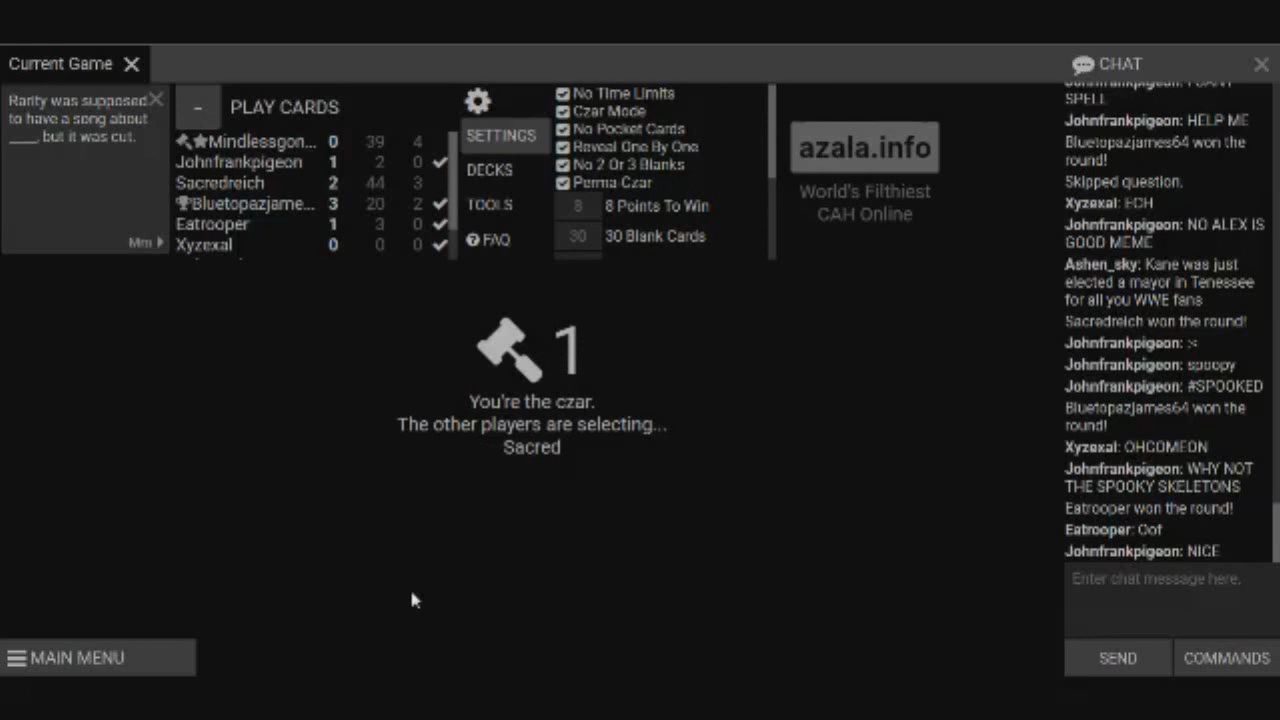 Current Game
CHAT
Rarity was supposed
to have a song about
____, but it was cut.
Mm
-
PLAY CARDS
Mindlessgon... 0 39 4
Johnfrankpigeon 1 2 0
Sacredreich 2 44 3
Bluetopazjame... 3 20 2
Eatrooper 1 3 0
Xyzexal 0 0 0
SETTINGS
DECKS
TOOLS
FAQ
No Time Limits
Czar Mode
No Pocket Cards
Reveal One By One
No 2 Or 3 Blanks
Perma Czar
8 8 Points To Win
30 30 Blank Cards
azala.info
World's Filthiest
CAH Online
1
You're the czar.
The other players are selecting...
Sacred
SPELL
Johnfrankpigeon: HELP ME
Bluetopazjames64 won the
round!
Skipped question.
Xyzexal: ECH
Johnfrankpigeon: NO ALEX IS
GOOD MEME
Ashen_sky: Kane was just
elected a mayor in Tenessee
for all you WWE fans
Sacredreich won the round!
Johnfrankpigeon: :<
Johnfrankpigeon: spoopy
Johnfrankpigeon: #SPOOKED
Bluetopazjames64 won the
round!
Xyzexal: OHCOMEON
Johnfrankpigeon: WHY NOT
THE SPOOKY SKELETONS
Eatrooper won the round!
Eatrooper: Oof
Johnfrankpigeon: NICE
Enter chat message here.
MAIN MENU
SEND
COMMANDS